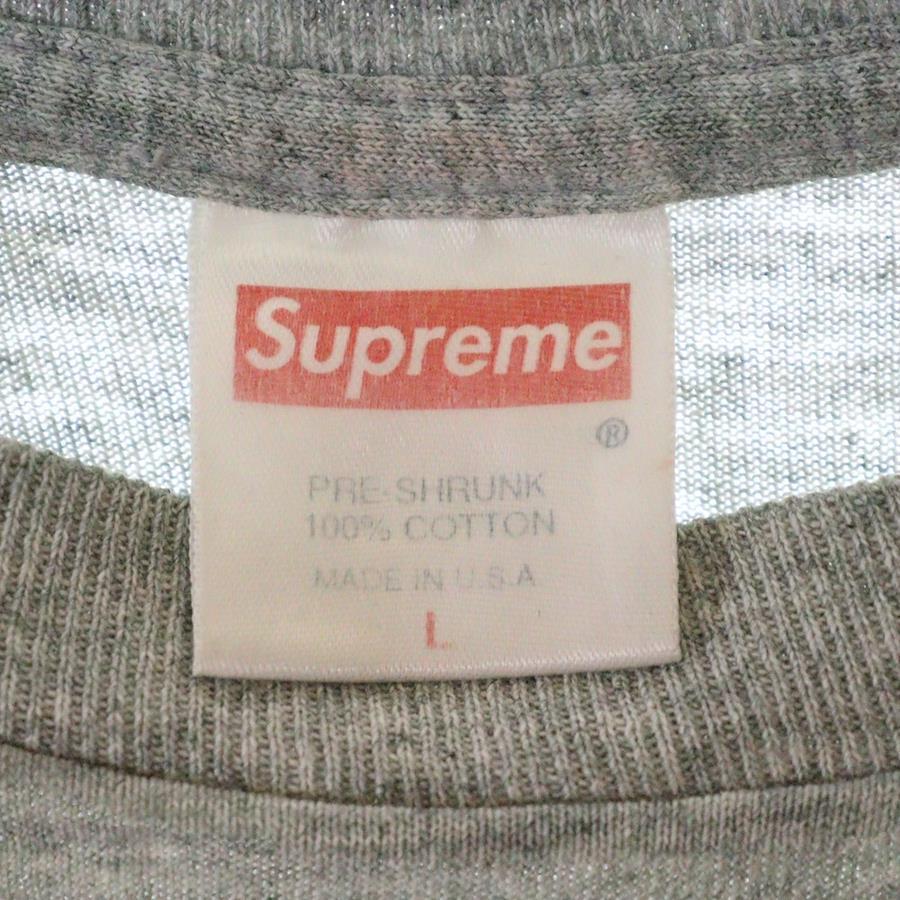 Supreme
®
PRE-SHRUNK
100% COTTON
MADE IN U.S.A
L